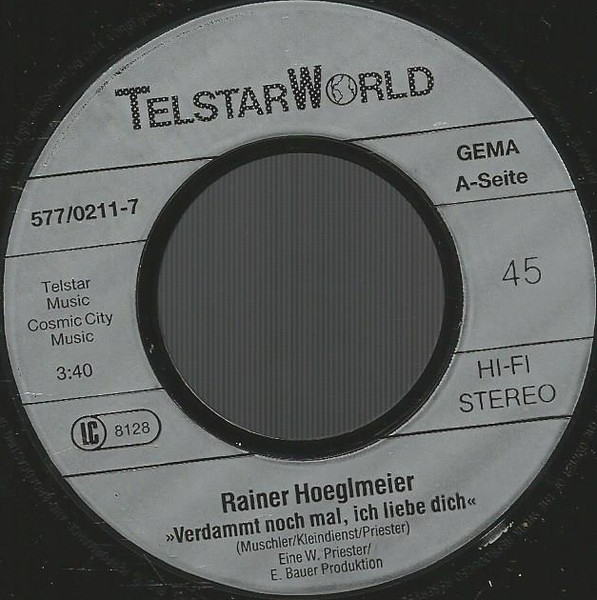 TELSTARWORLD
GEMA
A-Seite
577/0211-7
45
Telstar
Music
Cosmic City
Music
3:40
HI-FI
STEREO
LC 8128
Rainer Hoeglmeier
»Verdammt noch mal, ich liebe dich«
(Muschler/Kleindienst/Priester)
Eine W. Priester/
E. Bauer Produktion